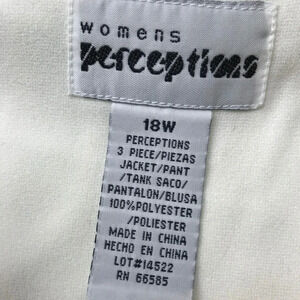 womens
perceptions
18W
PERCEPTIONS
3 PIECE/PIEZAS
JACKET/PANT
/TANK SACO/
PANTALON/BLUSA
100%POLYESTER
/POLIESTER
MADE IN CHINA
HECHO EN CHINA
LOT#14522
RN 66585